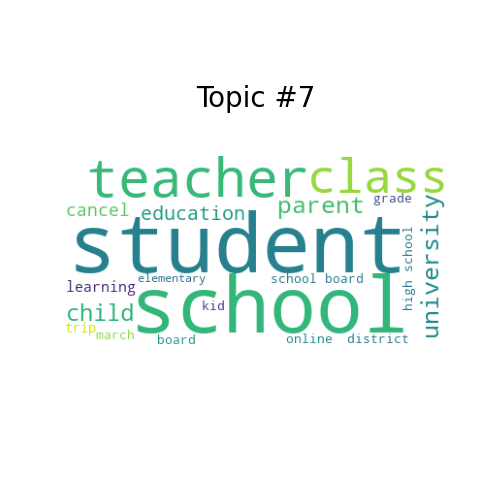 Topic #7
teacher
class
cancel
education
parent
grade
student
university
high school
learning
elementary
school board
school
child
kid
trip
march
board
online
district